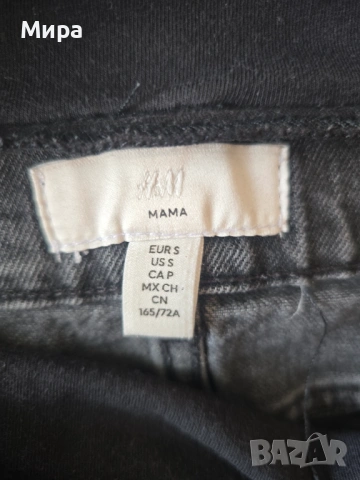 Мира
H&M
MAMA
EUR S
US S
CA P
MX CH
CN
165/72A
BAZAR